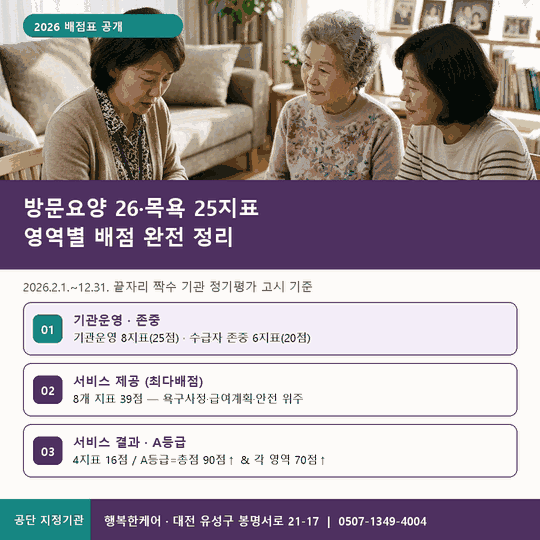 2026 배점표 공개
방문요양 26·목욕 25지표
영역별 배점 완전 정리
2026.2.1.~12.31. 끝자리 짝수 기관 정기평가 고시 기준
01
기관운영 · 존중
기관운영 8지표(25점) · 수급자 존중 6지표(20점)
02
서비스 제공 (최다배점)
8개 지표 39점 — 욕구사정·급여계획·안전 위주
03
서비스 결과 · A등급
4지표 16점 / A등급=총점 90점↑ & 각 영역 70점↑
공단 지정기관
행복한케어 · 대전 유성구 봉명서로 21-17 | 0507-1349-4004